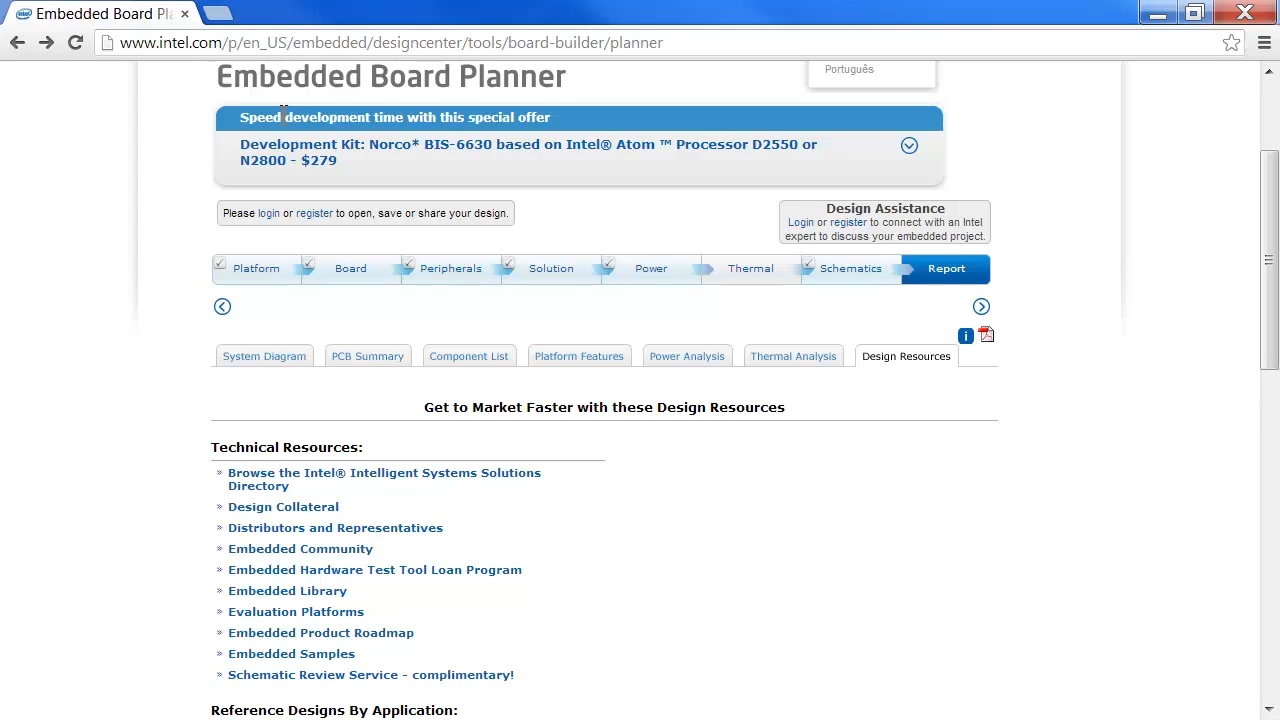 Embedded Board Pla
www.intel.com/p/en_US/embedded/designcenter/tools/board-builder/planner
Embedded Board Planner
Português
Speed development time with this special offer
Development Kit: Norco* BIS-6630 based on Intel® Atom ™ Processor D2550 or
N2800 - $279
Please login or register to open, save or share your design.
Design Assistance
Login or register to connect with an Intel
expert to discuss your embedded project.
Platform Board Peripherals Solution Power Thermal Schematics Report
System Diagram PCB Summary Component List Platform Features Power Analysis Thermal Analysis Design Resources
Get to Market Faster with these Design Resources
Technical Resources:
» Browse the Intel® Intelligent Systems Solutions
Directory
» Design Collateral
» Distributors and Representatives
» Embedded Community
» Embedded Hardware Test Tool Loan Program
» Embedded Library
» Evaluation Platforms
» Embedded Product Roadmap
» Embedded Samples
» Schematic Review Service - complimentary!
Reference Designs By Application: